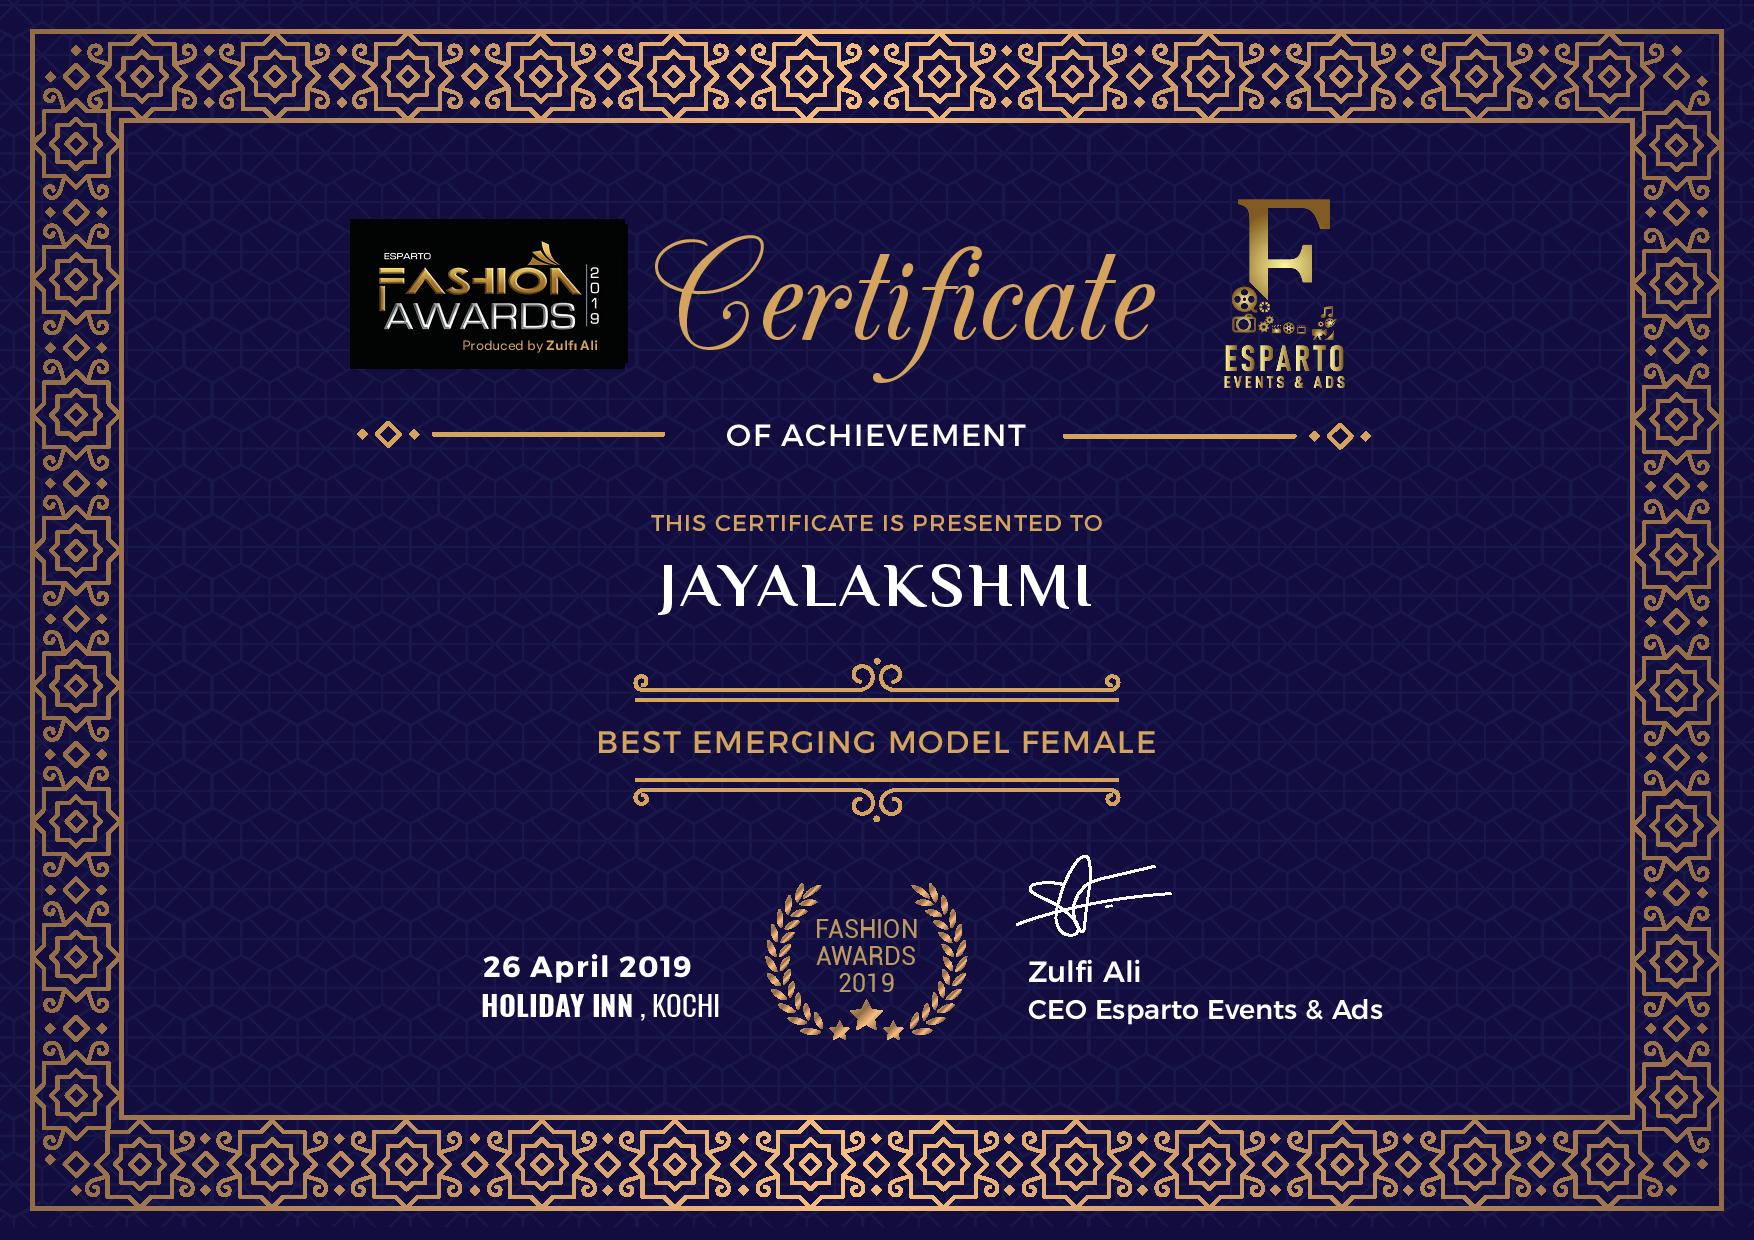 ESPARTO
FASHION
AWARDS
2019
Produced by Zulfi Ali
Certificate
ESPARTO
EVENTS & ADS
OF ACHIEVEMENT
THIS CERTIFICATE IS PRESENTED TO
JAYALAKSHMI
BEST EMERGING MODEL FEMALE
26 April 2019
HOLIDAY INN , KOCHI
FASHION
AWARDS
2019
Zulfi Ali
CEO Esparto Events & Ads